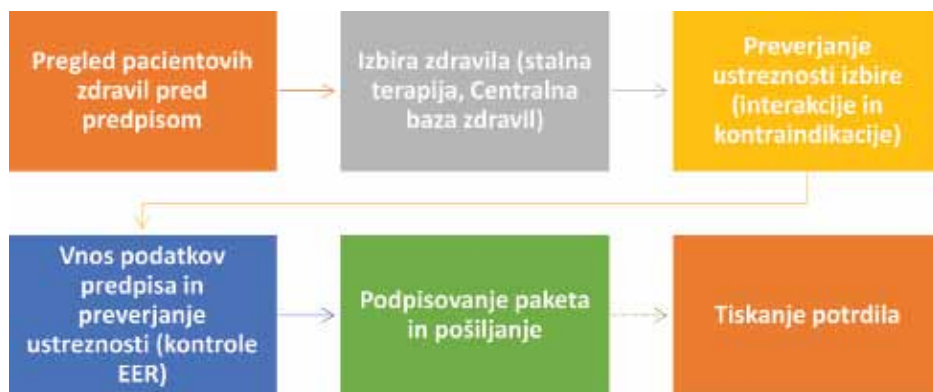 Pregled pacientovih
zdravil pred
predpisom
Izbira zdravila (stalna
terapija, Centralna
baza zdravil)
Preverjanje
ustreznosti izbire
(interakcije in
kontraindikacije)
Vnos podatkov
predpisa in
preverjanje
ustreznosti (kontrole
EER)
Podpisovanje paketa
in pošiljanje
Tiskanje potrdila